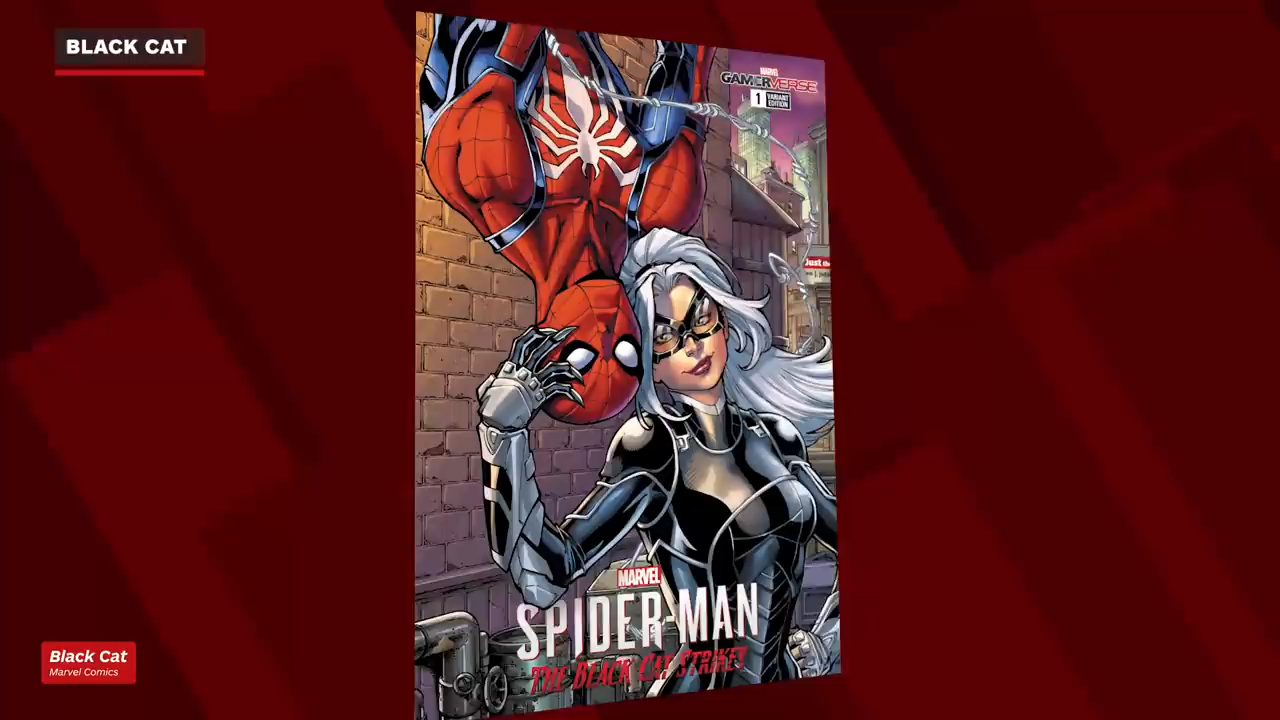 BLACK CAT
MARVEL
GAMERVERSE
1 VARIANT
EDITION
Just the
MARVEL
SPIDER-MAN
THE BLACK CAT STRIKES
Black Cat
Marvel Comics